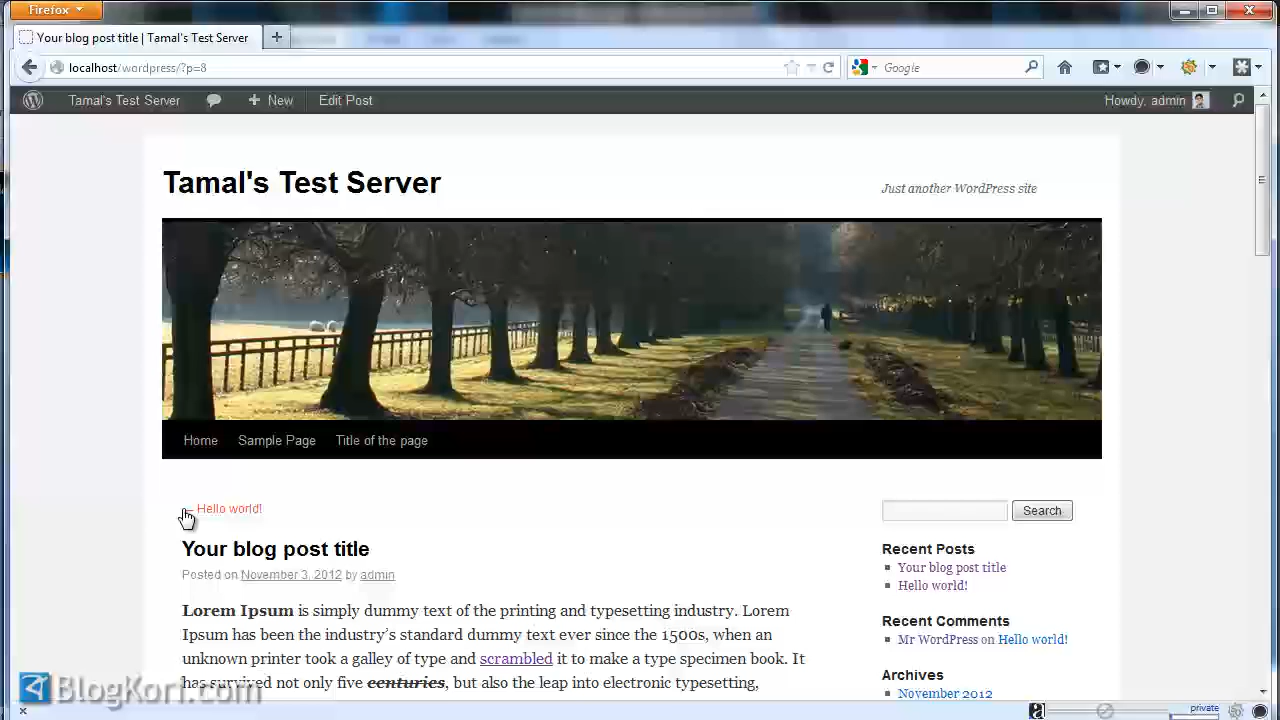 Firefox
Your blog post title | Tamal's Test Server
localhost/wordpress/?p=8
Google
Tamal's Test Server
New
Edit Post
Howdy, admin
Tamal's Test Server
Just another WordPress site
Home
Sample Page
Title of the page
Hello world!
Search
Your blog post title
Posted on November 3, 2012 by admin
Lorem Ipsum is simply dummy text of the printing and typesetting industry. Lorem
Ipsum has been the industry's standard dummy text ever since the 1500s, when an
unknown printer took a galley of type and scrambled it to make a type specimen book. It
has survived not only five centuries, but also the leap into electronic typesetting,
Recent Posts
Your blog post title
Hello world!
Recent Comments
Mr WordPress on Hello world!
Archives
November 2012
BlogKori.com
private